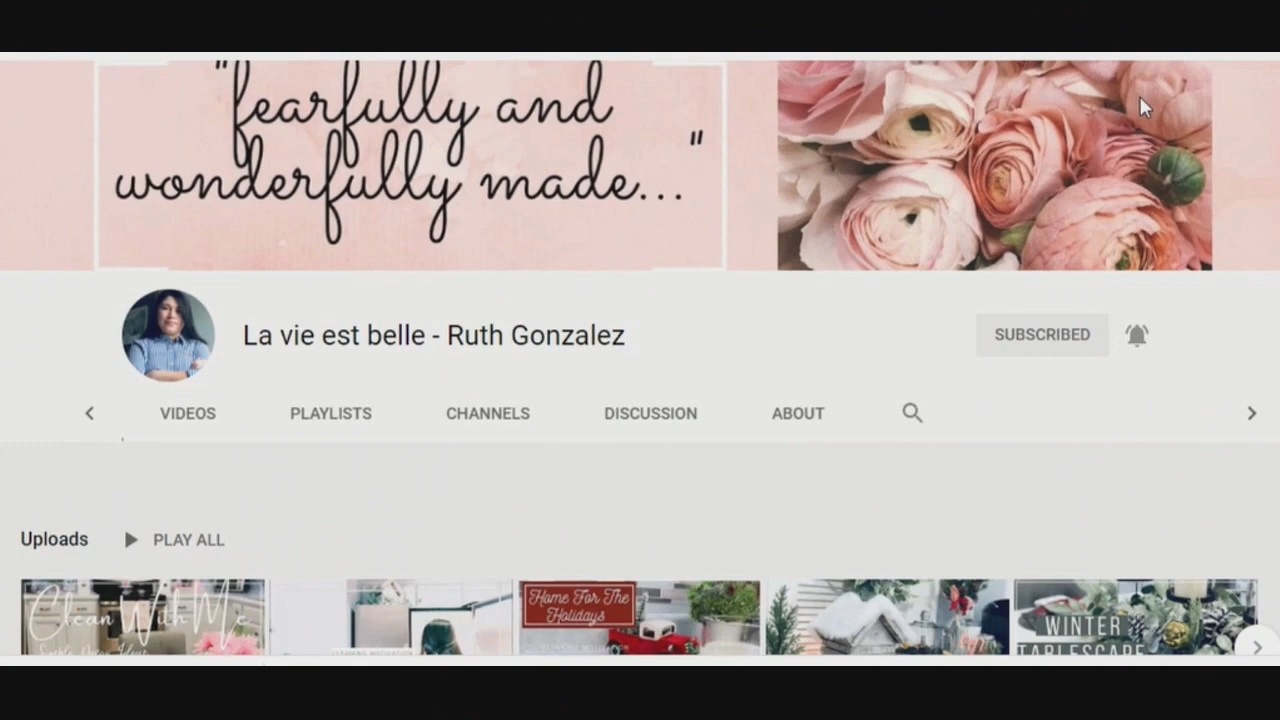 "fearfully and
wonderfully made..."
La vie est belle - Ruth Gonzalez
SUBSCRIBED
VIDEOS PLAYLISTS CHANNELS DISCUSSION ABOUT
Uploads PLAY ALL
Clean With Me
Home For The
Holidays
WINTER
TABLESCAPE